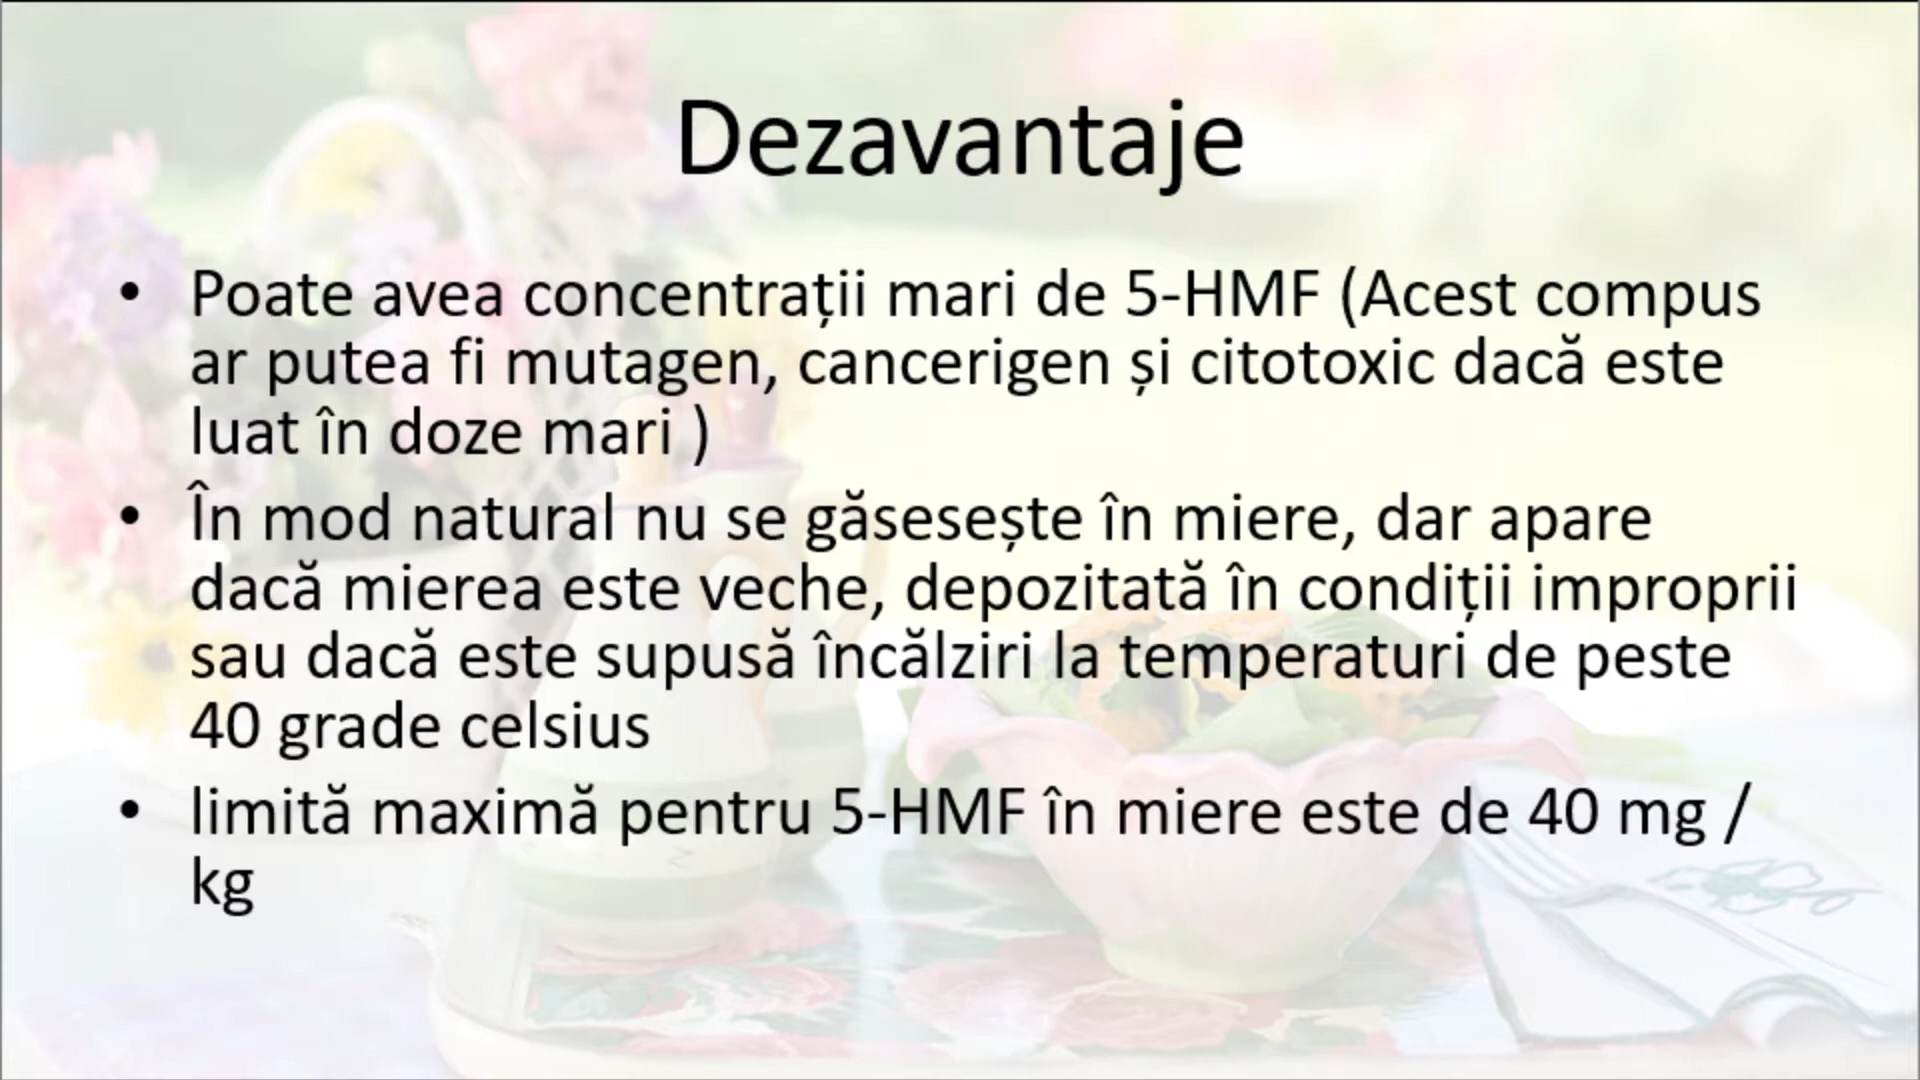 Dezavantaje
• Poate avea concentrații mari de 5-HMF (Acest compus
ar putea fi mutagen, cancerigen și citotoxic dacă este
luat în doze mari )
• În mod natural nu se găsesește în miere, dar apare
dacă mierea este veche, depozitată în condiții improprii
sau dacă este supusă încălziri la temperaturi de peste
40 grade celsius
• limită maximă pentru 5-HMF în miere este de 40 mg /
kg